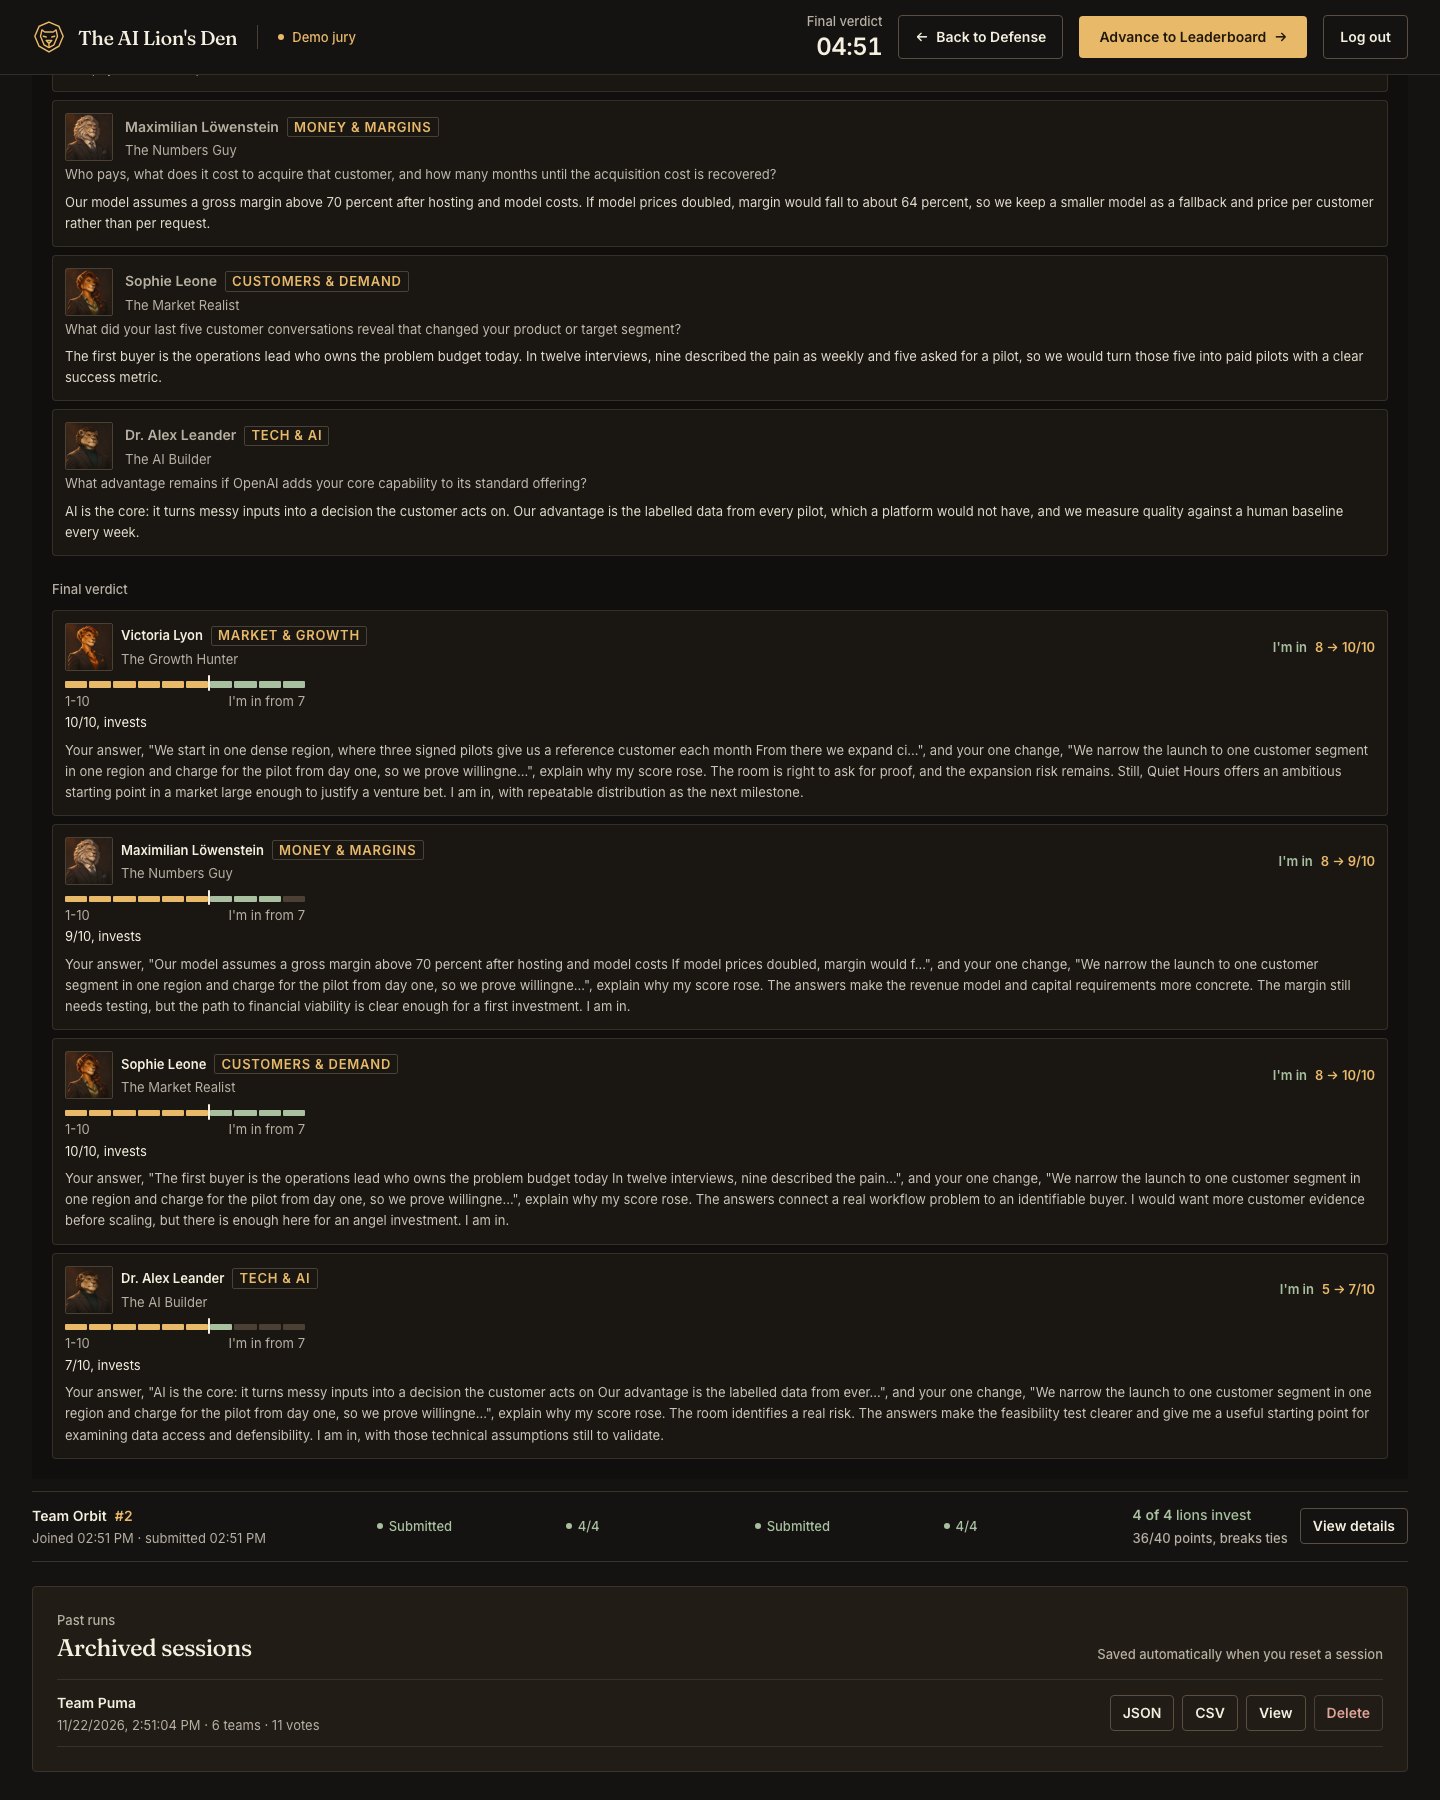 The AI Lion's Den
Demo jury
Final verdict
04:51
← Back to Defense
Advance to Leaderboard →
Log out
Maximilian Löwenstein MONEY & MARGINS
The Numbers Guy
Who pays, what does it cost to acquire that customer, and how many months until the acquisition cost is recovered?
Our model assumes a gross margin above 70 percent after hosting and model costs. If model prices doubled, margin would fall to about 64 percent, so we keep a smaller model as a fallback and price per customer
rather than per request.
Sophie Leone CUSTOMERS & DEMAND
The Market Realist
What did your last five customer conversations reveal that changed your product or target segment?
The first buyer is the operations lead who owns the problem budget today. In twelve interviews, nine described the pain as weekly and five asked for a pilot, so we would turn those five into paid pilots with a clear
success metric.
Dr. Alex Leander TECH & AI
The AI Builder
What advantage remains if OpenAI adds your core capability to its standard offering?
AI is the core: it turns messy inputs into a decision the customer acts on. Our advantage is the labelled data from every pilot, which a platform would not have, and we measure quality against a human baseline
every week.
Final verdict
Victoria Lyon MARKET & GROWTH
The Growth Hunter
I'm in 8 → 10/10
1-10 I'm in from 7
10/10, invests
Your answer, "We start in one dense region, where three signed pilots give us a reference customer each month From there we expand ci...", and your one change, "We narrow the launch to one customer segment
in one region and charge for the pilot from day one, so we prove willingne...", explain why my score rose. The room is right to ask for proof, and the expansion risk remains. Still, Quiet Hours offers an ambitious
starting point in a market large enough to justify a venture bet. I am in, with repeatable distribution as the next milestone.
Maximilian Löwenstein MONEY & MARGINS
The Numbers Guy
I'm in 8 → 9/10
1-10 I'm in from 7
9/10, invests
Your answer, "Our model assumes a gross margin above 70 percent after hosting and model costs If model prices doubled, margin would f...", and your one change, "We narrow the launch to one customer
segment in one region and charge for the pilot from day one, so we prove willingne...", explain why my score rose. The answers make the revenue model and capital requirements more concrete. The margin still
needs testing, but the path to financial viability is clear enough for a first investment. I am in.
Sophie Leone CUSTOMERS & DEMAND
The Market Realist
I'm in 8 → 10/10
1-10 I'm in from 7
10/10, invests
Your answer, "The first buyer is the operations lead who owns the problem budget today In twelve interviews, nine described the pain...", and your one change, "We narrow the launch to one customer segment in
one region and charge for the pilot from day one, so we prove willingne...", explain why my score rose. The answers connect a real workflow problem to an identifiable buyer. I would want more customer evidence
before scaling, but there is enough here for an angel investment. I am in.
Dr. Alex Leander TECH & AI
The AI Builder
I'm in 5 → 7/10
1-10 I'm in from 7
7/10, invests
Your answer, "AI is the core: it turns messy inputs into a decision the customer acts on Our advantage is the labelled data from ever...", and your one change, "We narrow the launch to one customer segment in one
region and charge for the pilot from day one, so we prove willingne...", explain why my score rose. The room identifies a real risk. The answers make the feasibility test clearer and give me a useful starting point for
examining data access and defensibility. I am in, with those technical assumptions still to validate.
Team Orbit #2
Joined 02:51 PM · submitted 02:51 PM
Submitted
4/4
Submitted
4/4
4 of 4 lions invest
36/40 points, breaks ties
View details
Past runs
Archived sessions
Saved automatically when you reset a session
Team Puma
11/22/2026, 2:51:04 PM · 6 teams · 11 votes
JSON
CSV
View
Delete